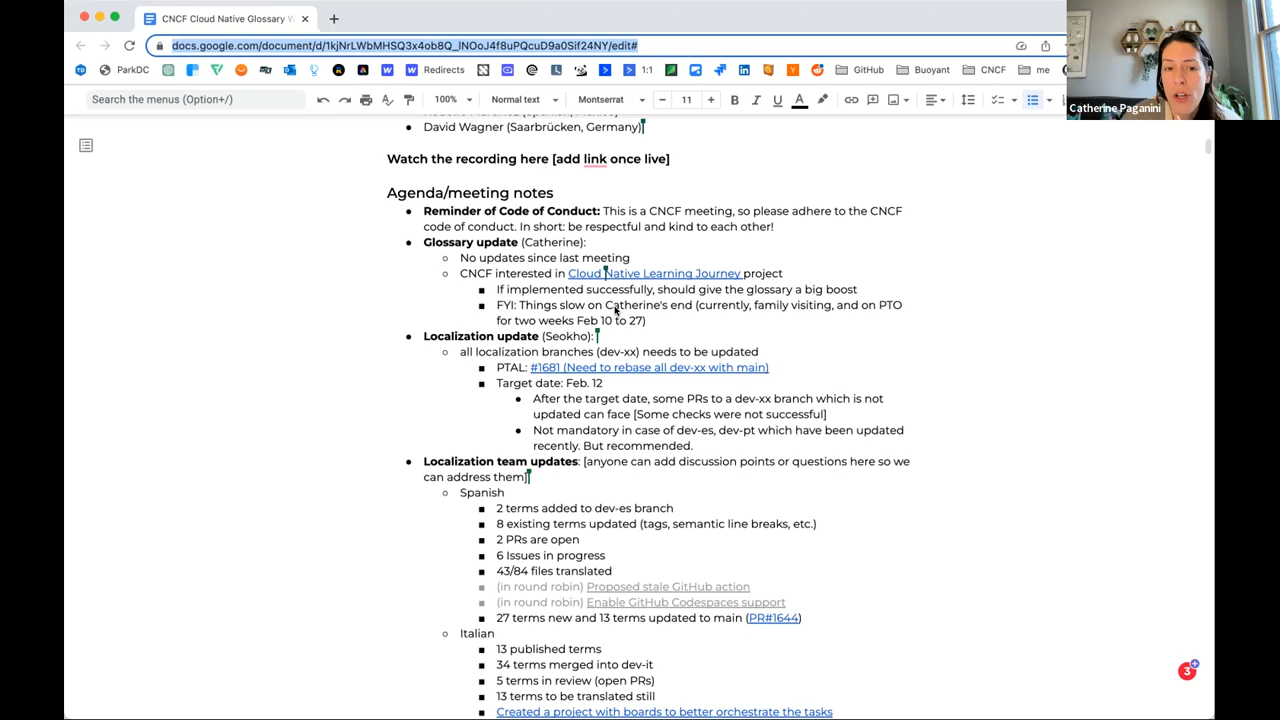 CNCF Cloud Native Glossary W
docs.google.com/document/d/1kjNrLWbMHSQ3x4ob8Q_lNOoJ4f8uPQcuD9a0Sif24NY/edit#
ParkDC
Redirects
1:1
GitHub
Buoyant
CNCF
me
Search the menus (Option+/)
100%
Normal text
Montserrat
11
Catherine Paganini
David Wagner (Saarbrücken, Germany)
Watch the recording here [add link once live]
Agenda/meeting notes
Reminder of Code of Conduct: This is a CNCF meeting, so please adhere to the CNCF
code of conduct. In short: be respectful and kind to each other!
Glossary update (Catherine):
No updates since last meeting
CNCF interested in Cloud Native Learning Journey project
If implemented successfully, should give the glossary a big boost
FYI: Things slow on Catherine's end (currently, family visiting, and on PTO
for two weeks Feb 10 to 27)
Localization update (Seokho):
all localization branches (dev-xx) needs to be updated
PTAL: #1681 (Need to rebase all dev-xx with main)
Target date: Feb. 12
After the target date, some PRs to a dev-xx branch which is not
updated can face [Some checks were not successful]
Not mandatory in case of dev-es, dev-pt which have been updated
recently. But recommended.
Localization team updates: [anyone can add discussion points or questions here so we
can address them]
Spanish
2 terms added to dev-es branch
8 existing terms updated (tags, semantic line breaks, etc.)
2 PRs are open
6 Issues in progress
43/84 files translated
(in round robin) Proposed stale GitHub action
(in round robin) Enable GitHub Codespaces support
27 terms new and 13 terms updated to main (PR#1644)
Italian
13 published terms
34 terms merged into dev-it
5 terms in review (open PRs)
13 terms to be translated still
Created a project with boards to better orchestrate the tasks
3